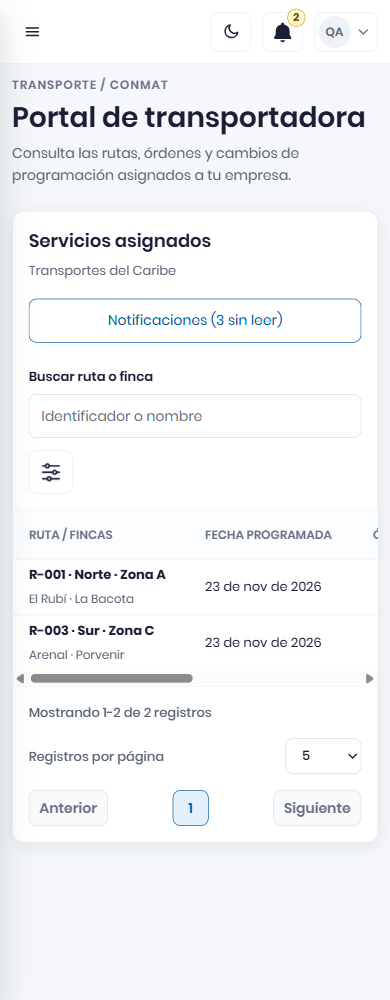 2
QA
TRANSPORTE / CONMAT
Portal de transportadora
Consulta las rutas, órdenes y cambios de
programación asignados a tu empresa.
Servicios asignados
Transportes del Caribe
Notificaciones (3 sin leer)
Buscar ruta o finca
Identificador o nombre
RUTA / FINCAS FECHA PROGRAMADA
R-001 · Norte · Zona A
El Rubí · La Bacota
23 de nov de 2026
R-003 · Sur · Zona C
Arenal · Porvenir
23 de nov de 2026
Mostrando 1-2 de 2 registros
Registros por página 5
Anterior 1 Siguiente